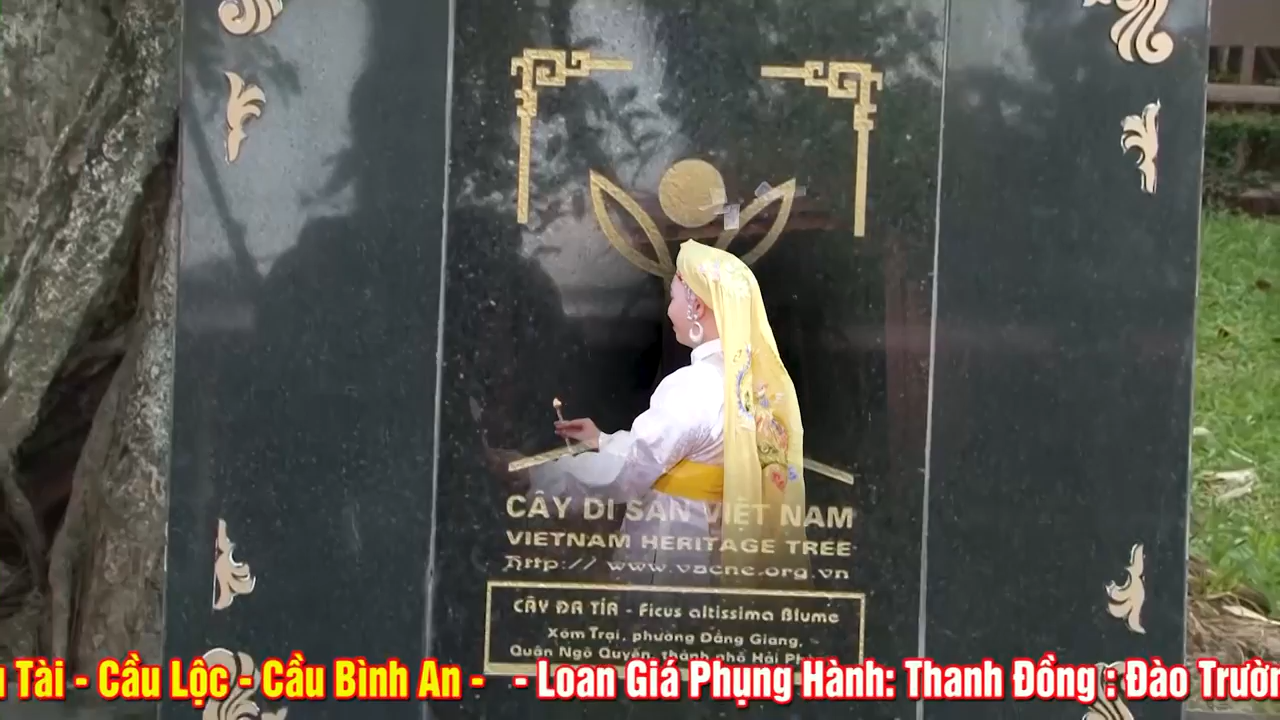 CÂY DI SẢN VIỆT NAM
VIETNAM HERITAGE TREE
http:// www.vacne.org.vn
CÂY ĐA TÍA - Ficus altissima Blume
Xóm Trại, phường Đằng Giang,
Quận Ngô Quyền, thành phố Hải
Tài - Cầu Lộc - Cầu Bình An - - Loan Giá Phụng Hành: Thanh Đồng : Đào